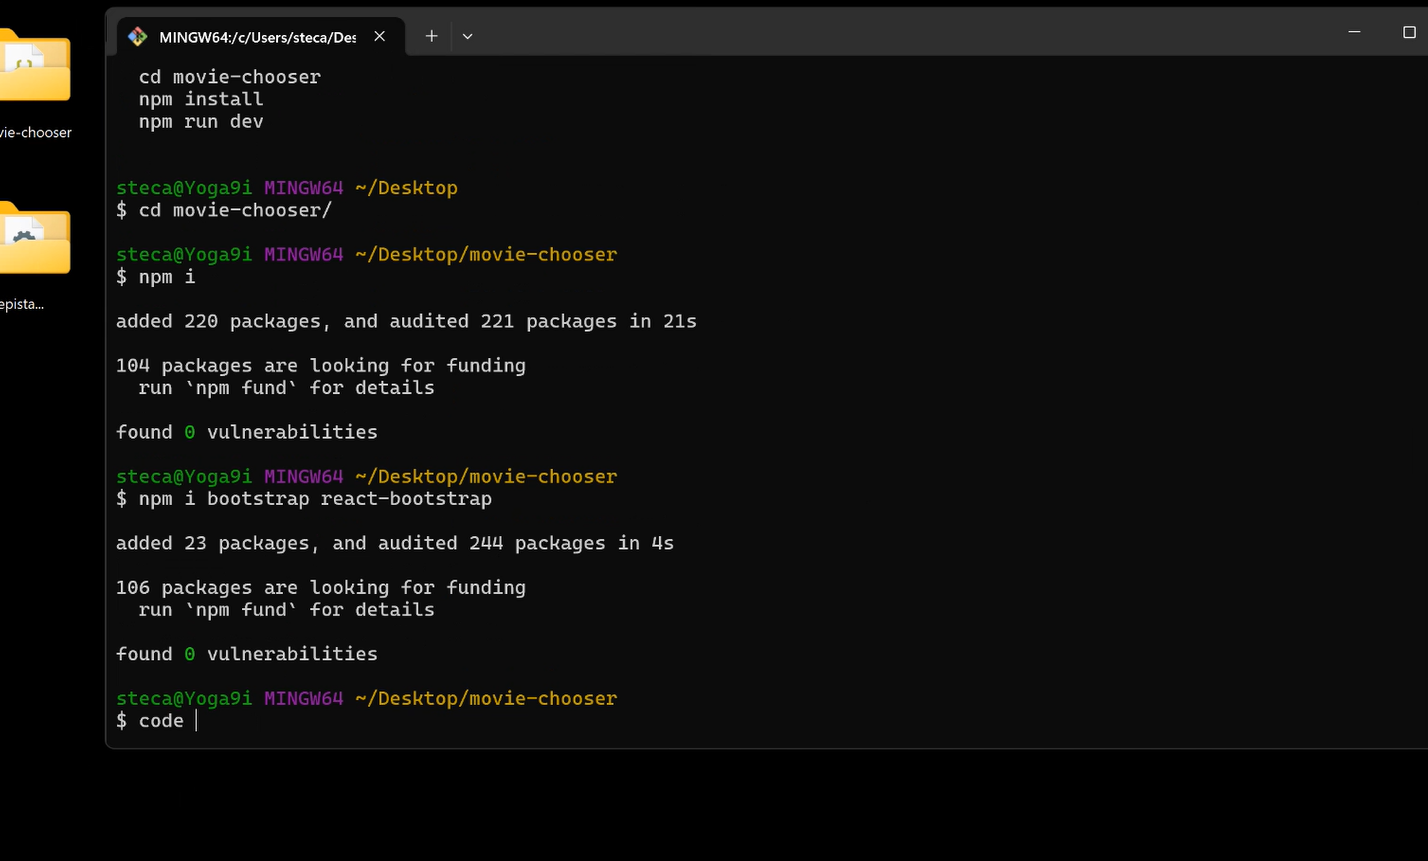 MINGW64:/c/Users/steca/Des
cd movie-chooser
npm install
npm run dev
vie-chooser
steca@Yoga9i MINGW64 ~/Desktop
$ cd movie-chooser/
steca@Yoga9i MINGW64 ~/Desktop/movie-chooser
$ npm i
epista...
added 220 packages, and audited 221 packages in 21s
104 packages are looking for funding
run `npm fund` for details
found 0 vulnerabilities
steca@Yoga9i MINGW64 ~/Desktop/movie-chooser
$ npm i bootstrap react-bootstrap
added 23 packages, and audited 244 packages in 4s
106 packages are looking for funding
run `npm fund` for details
found 0 vulnerabilities
steca@Yoga9i MINGW64 ~/Desktop/movie-chooser
$ code